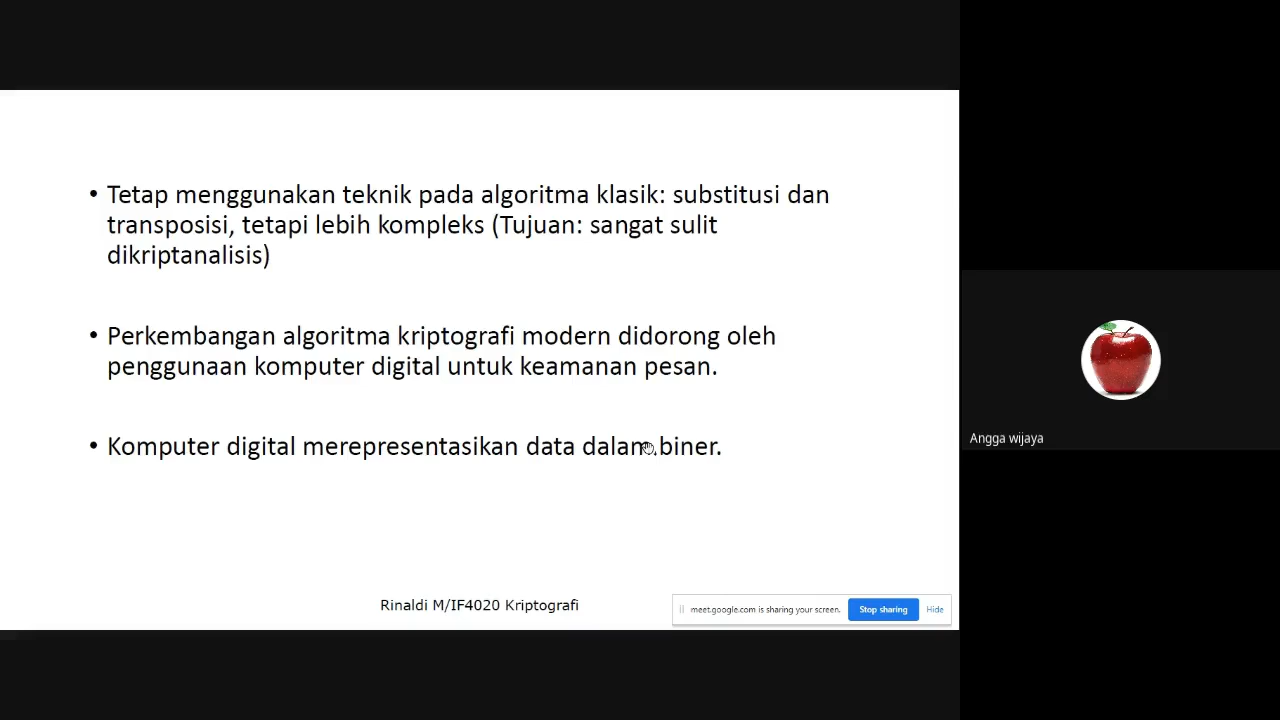 • Tetap menggunakan teknik pada algoritma klasik: substitusi dan
transposisi, tetapi lebih kompleks (Tujuan: sangat sulit
dikriptanalisis)
• Perkembangan algoritma kriptografi modern didorong oleh
penggunaan komputer digital untuk keamanan pesan.
• Komputer digital merepresentasikan data dalam biner.
Rinaldi M/IF4020 Kriptografi
meet.google.com is sharing your screen.
Stop sharing
Hide
Angga wijaya